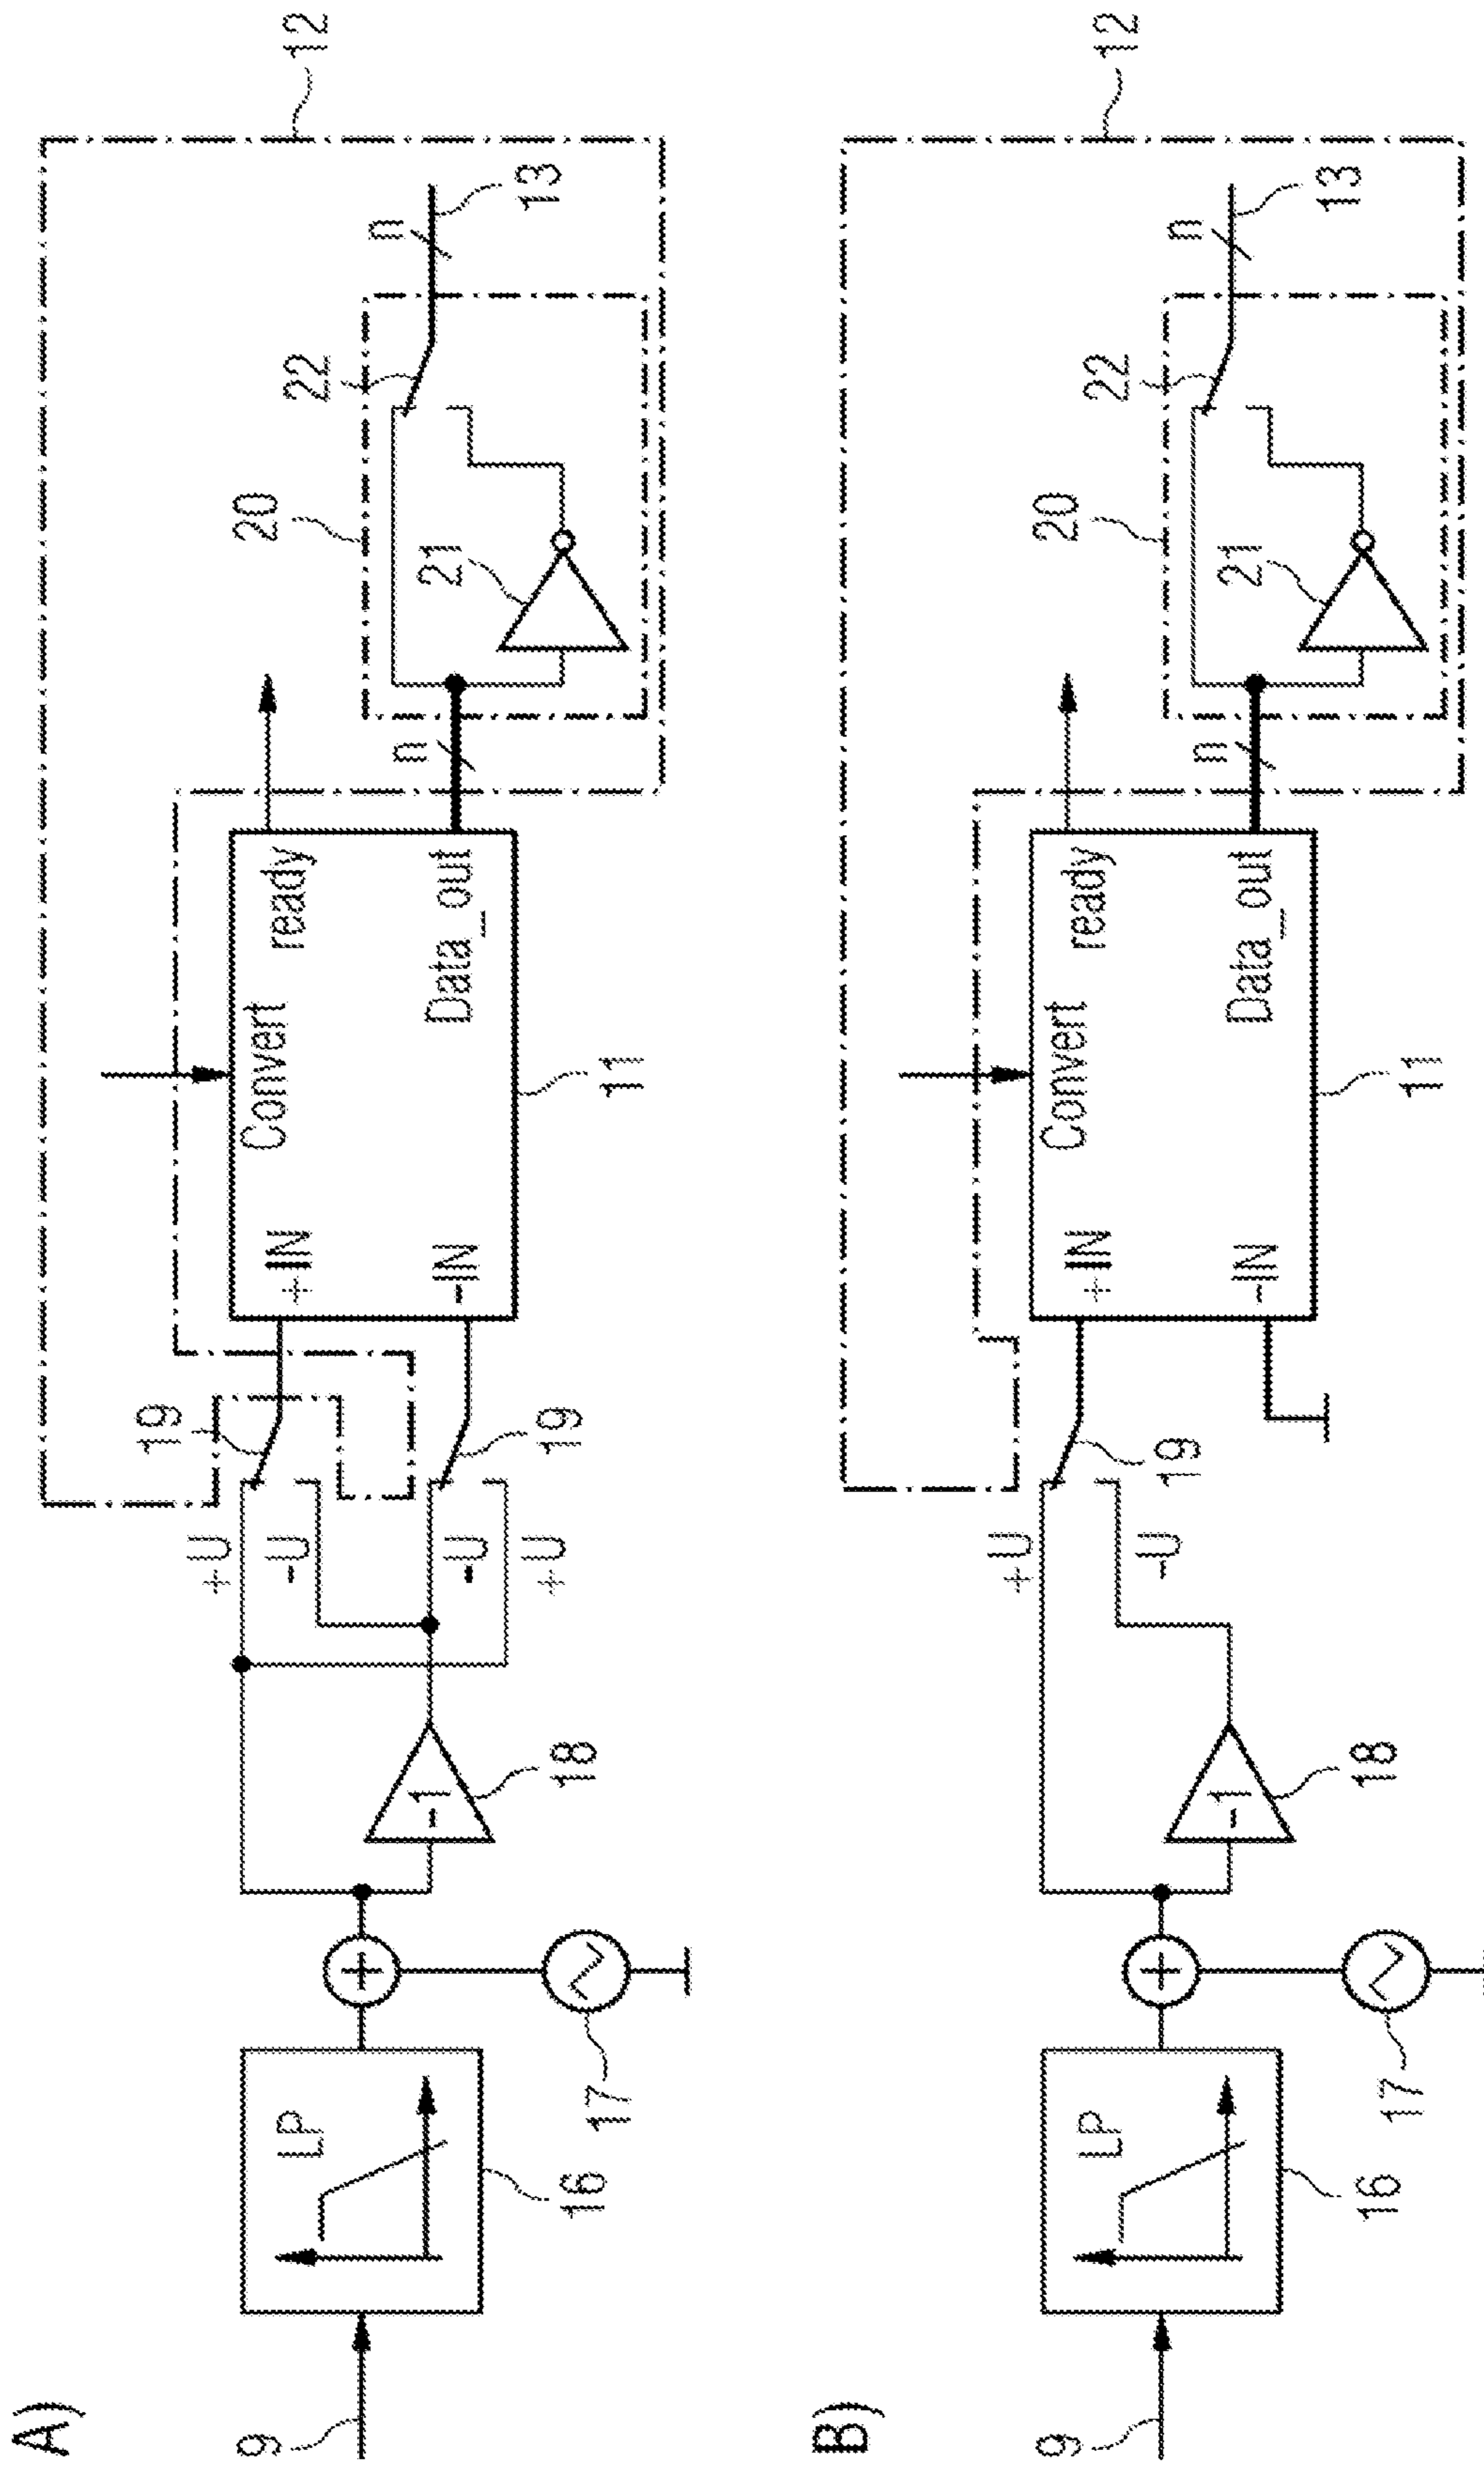 A)
9
LP
16
17
-1
18
+U
-U
-U
+U
19
19
+IN
-IN
Convert
ready
Data_out
11
n
20
21
22
n
13
12
B)
9
LP
16
17
-1
18
+U
-U
19
+IN
-IN
Convert
ready
Data_out
11
n
20
21
22
n
13
12